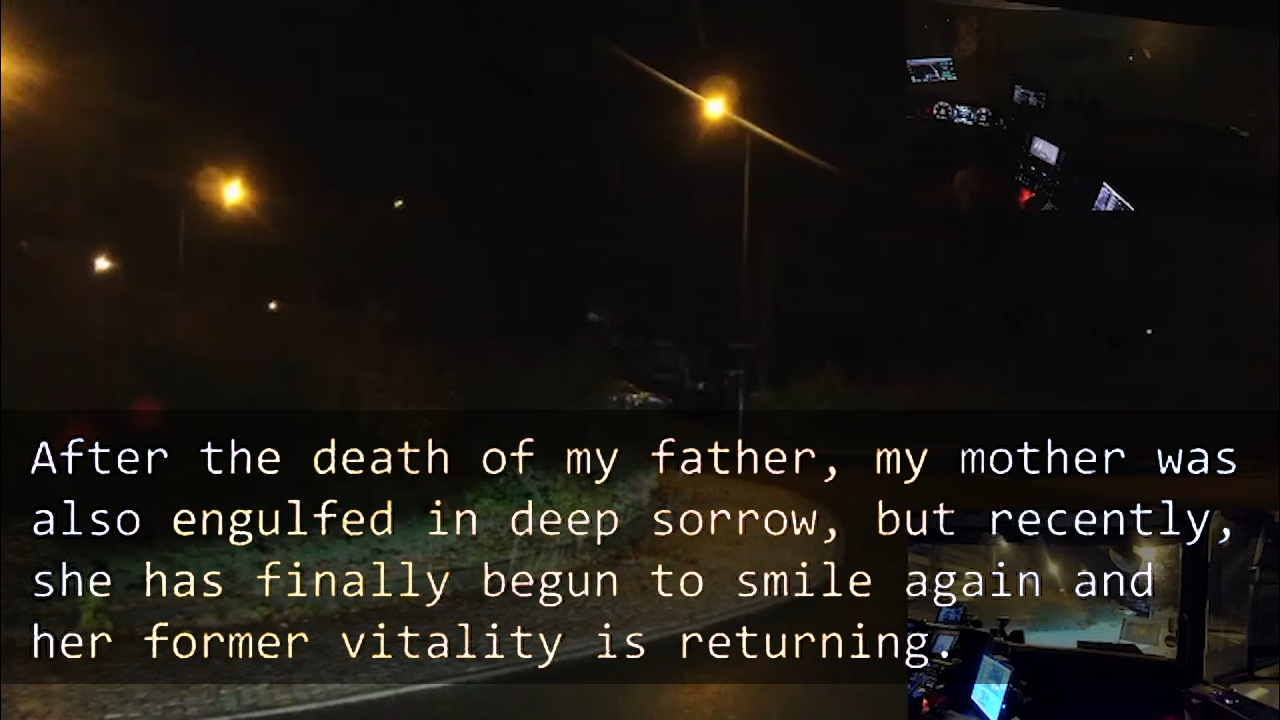 After the death of my father, my mother was
also engulfed in deep sorrow, but recently,
she has finally begun to smile again and
her former vitality is returning.